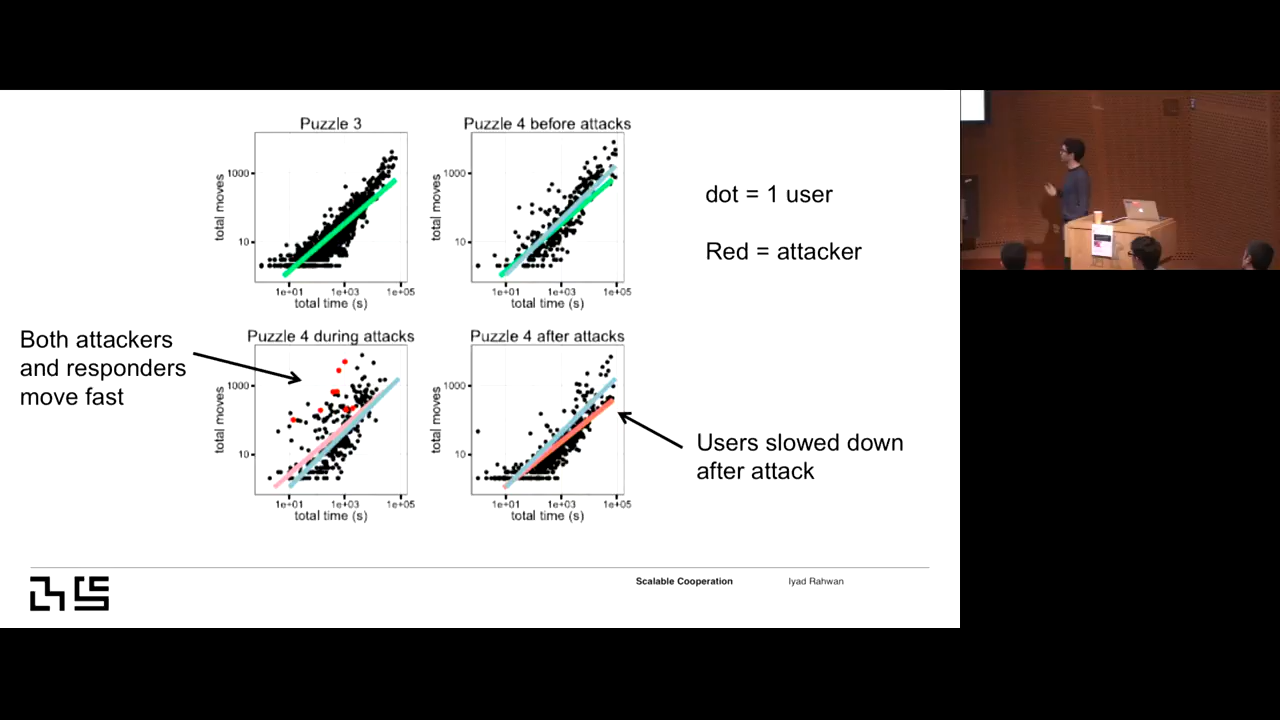 Puzzle 3
total moves
1000
10
1e+01 1e+03 1e+05
total time (s)
Puzzle 4 before attacks
total moves
1000
10
1e+01 1e+03 1e+05
total time (s)
dot = 1 user
Red = attacker
Both attackers
and responders
move fast
Puzzle 4 during attacks
total moves
1000
10
1e+01 1e+03 1e+05
total time (s)
Puzzle 4 after attacks
total moves
1000
10
1e+01 1e+03 1e+05
total time (s)
Users slowed down
after attack
Scalable Cooperation
Iyad Rahwan